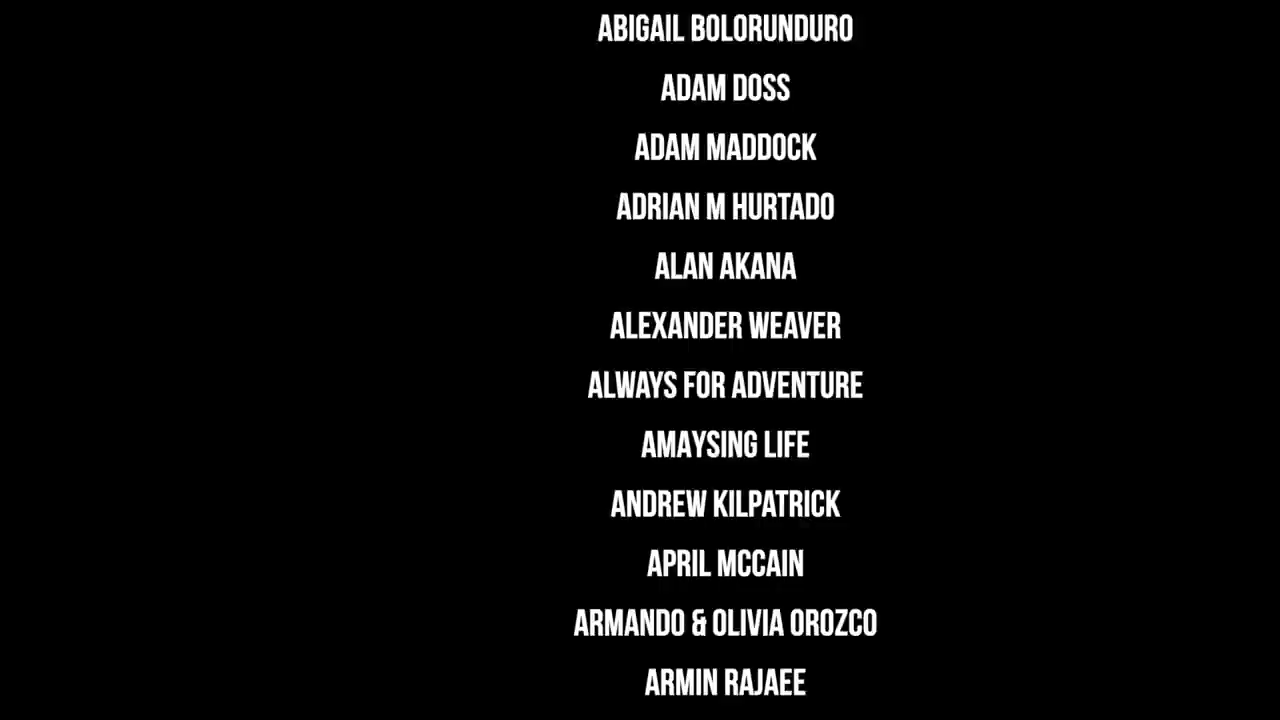 ABIGAIL BOLORUNDURO
ADAM DOSS
ADAM MADDOCK
ADRIAN M HURTADO
ALAN AKANA
ALEXANDER WEAVER
ALWAYS FOR ADVENTURE
AMAYSING LIFE
ANDREW KILPATRICK
APRIL MCCAIN
ARMANDO & OLIVIA OROZCO
ARMIN RAJAEE